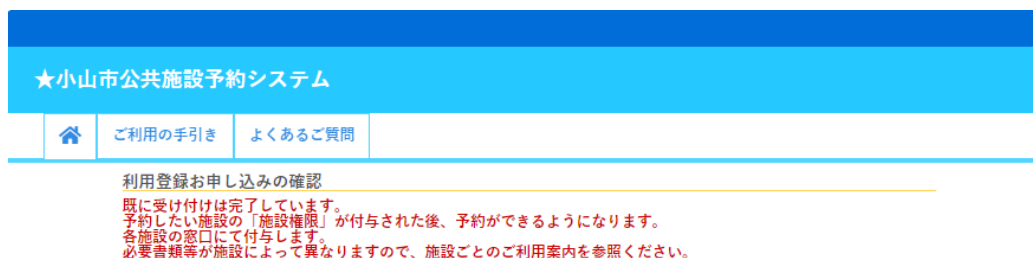 ★小山市公共施設予約システム
ご利用の手引き
よくあるご質問
利用登録お申し込みの確認
既に受け付けは完了しています。
予約したい施設の「施設権限」が付与された後、予約ができるようになります。
各施設の窓口にて付与します。
必要書類等が施設によって異なりますので、施設ごとのご利用案内を参照ください。